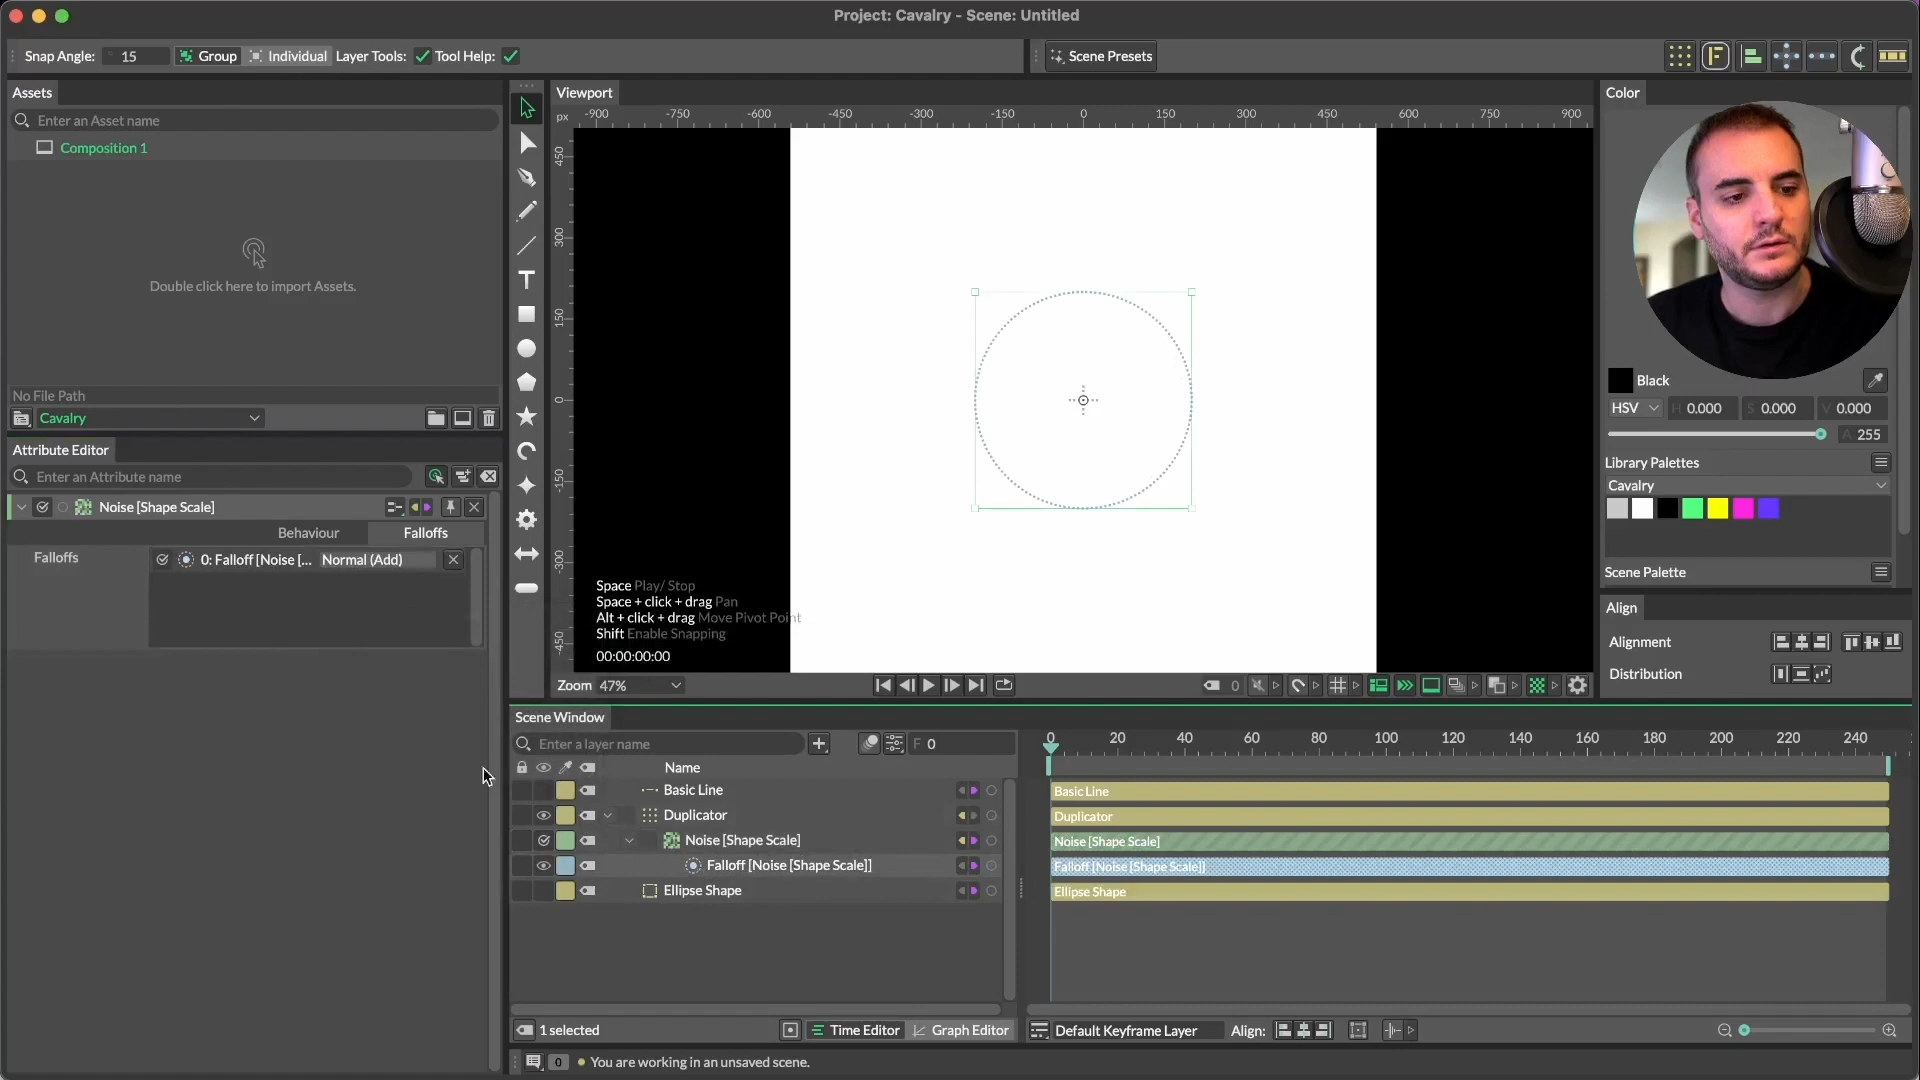 Project: Cavalry - Scene: Untitled
Snap Angle: 15 Group Individual Layer Tools: Tool Help: Scene Presets
Assets
Enter an Asset name
Composition 1
Double click here to import Assets.
No File Path
Cavalry
Attribute Editor
Enter an Attribute name
Noise [Shape Scale]
Behaviour Falloffs
Falloffs 0: Falloff [Noise [... Normal (Add)
Viewport
px -900 -750 -600 -450 -300 -150 0 150 300 450 600 750 900
450
300
150
0
-150
-300
-450
Space Play/ Stop
Space + click + drag Pan
Alt + click + drag Move Pivot Point
Shift Enable Snapping
00:00:00:00
Zoom 47% 0
Color
Black
HSV H 0.000 S 0.000 V 0.000
A 255
Library Palettes
Cavalry
Scene Palette
Align
Alignment
Distribution
Scene Window
Enter a layer name F 0
0 20 40 60 80 100 120 140 160 180 200 220 240
Name
Basic Line Basic Line
Duplicator Duplicator
Noise [Shape Scale] Noise [Shape Scale]
Falloff [Noise [Shape Scale]] Falloff [Noise [Shape Scale]]
Ellipse Shape Ellipse Shape
1 selected Time Editor Graph Editor Default Keyframe Layer Align:
0 You are working in an unsaved scene.